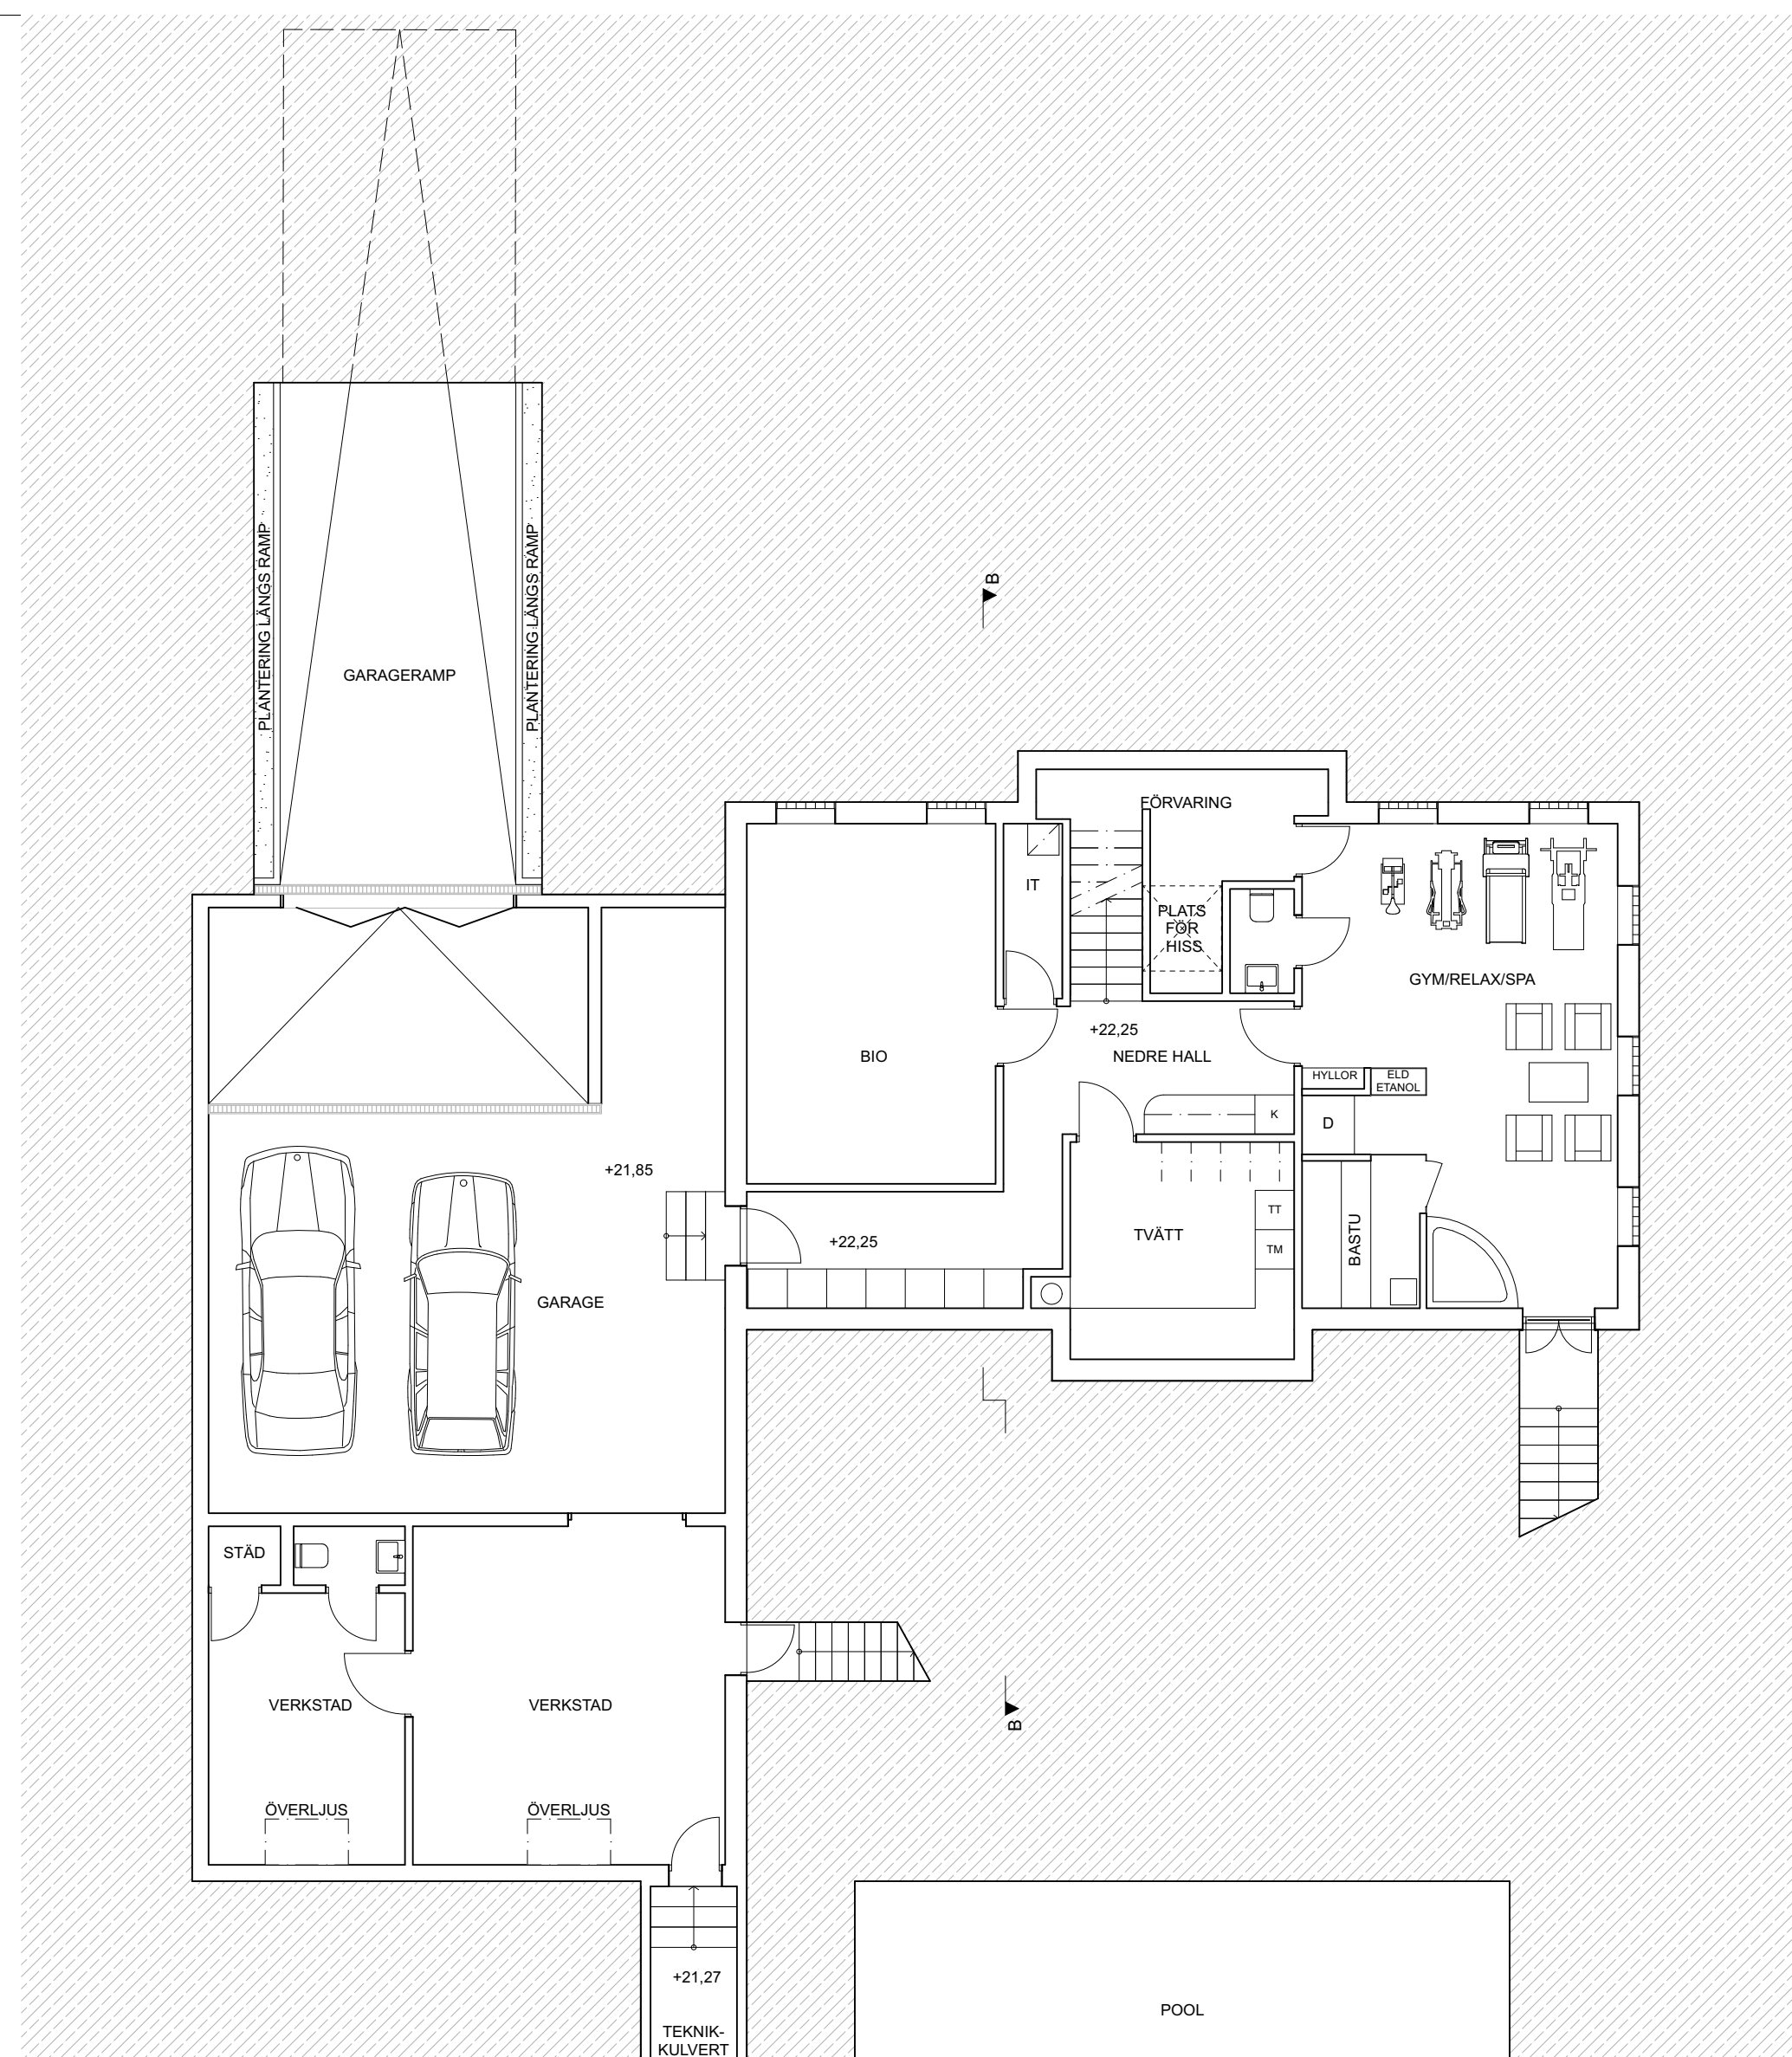 PLANTERING LÄNGS RAMP
PLANTERING LÄNGS RAMP
GARAGERAMP
B
FÖRVARING
IT
PLATS
FÖR
HISS
GYM/RELAX/SPA
+22,25
BIO
NEDRE HALL
HYLLOR
ELD
ETANOL
K
D
+21,85
TT
TVÄTT
BASTU
+22,25
TM
GARAGE
STÄD
VERKSTAD
VERKSTAD
B
ÖVERLJUS
ÖVERLJUS
+21,27
POOL
TEKNIK-
KULVERT